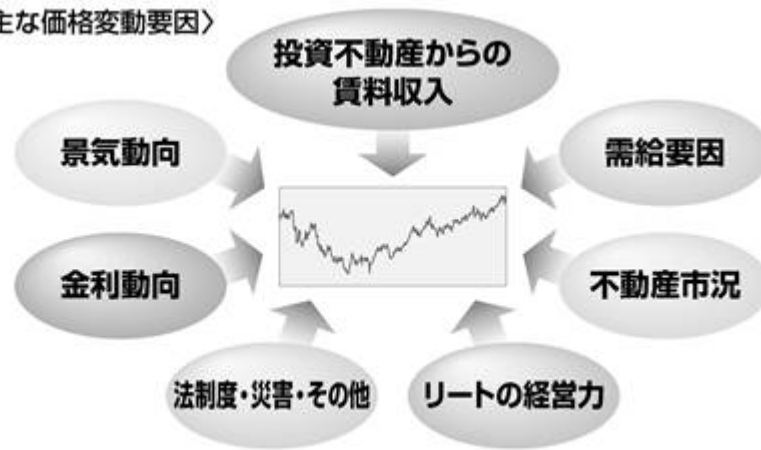 主な価格変動要因〉
投資不動産からの
賃料収入
景気動向
需給要因
金利動向
不動産市況
法制度・災害・その他
リートの経営力